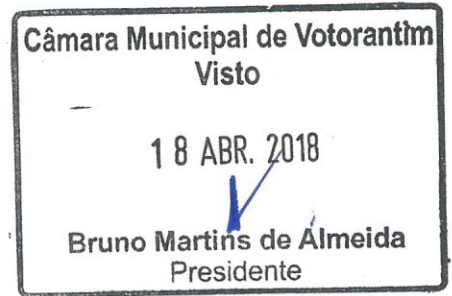 Câmara Municipal de Votorantim
Visto
18 ABR. 2018
Bruno Martins de Almeida
Presidente